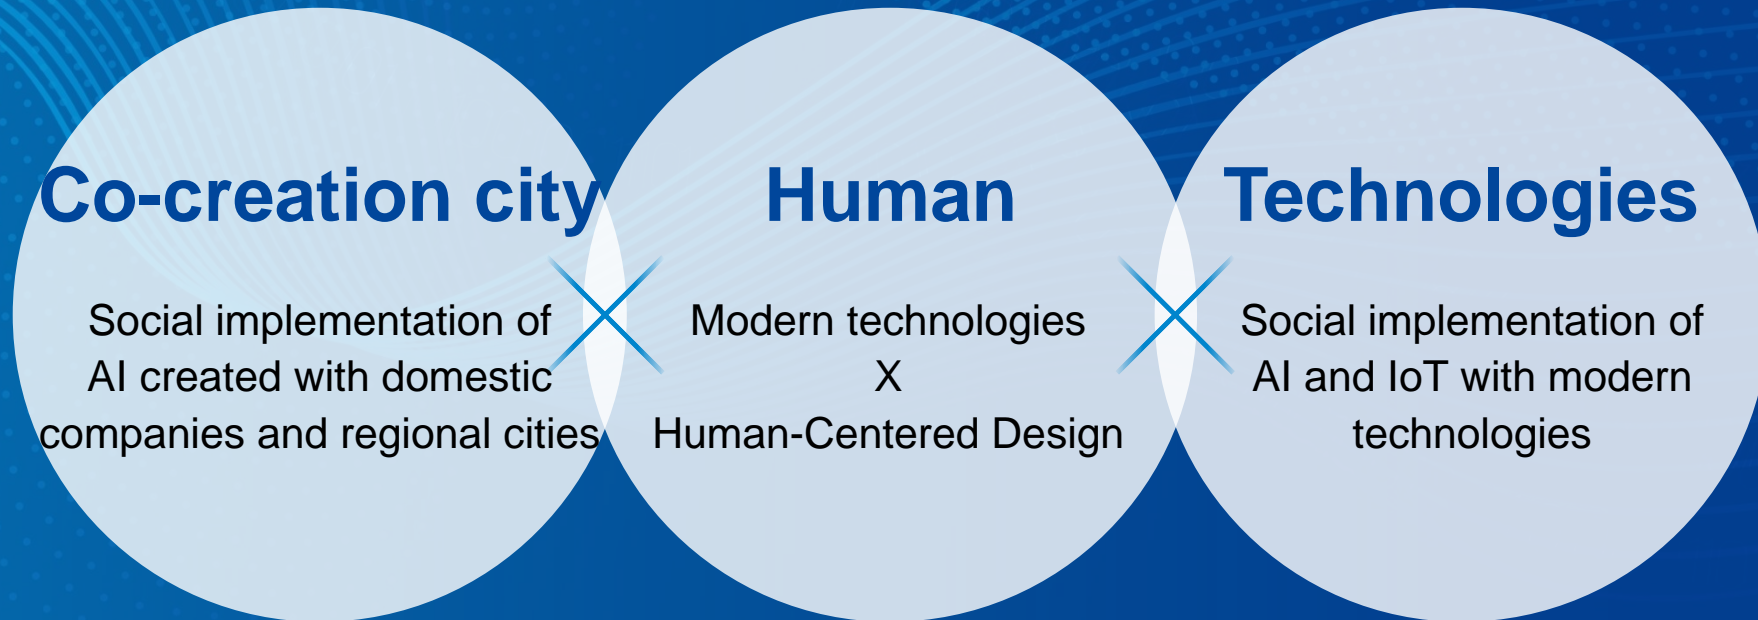 Co-creation city
Social implementation of
AI created with domestic
companies and regional cities
Human
Modern technologies
X
Human-Centered Design
Technologies
Social implementation of
AI and IoT with modern
technologies